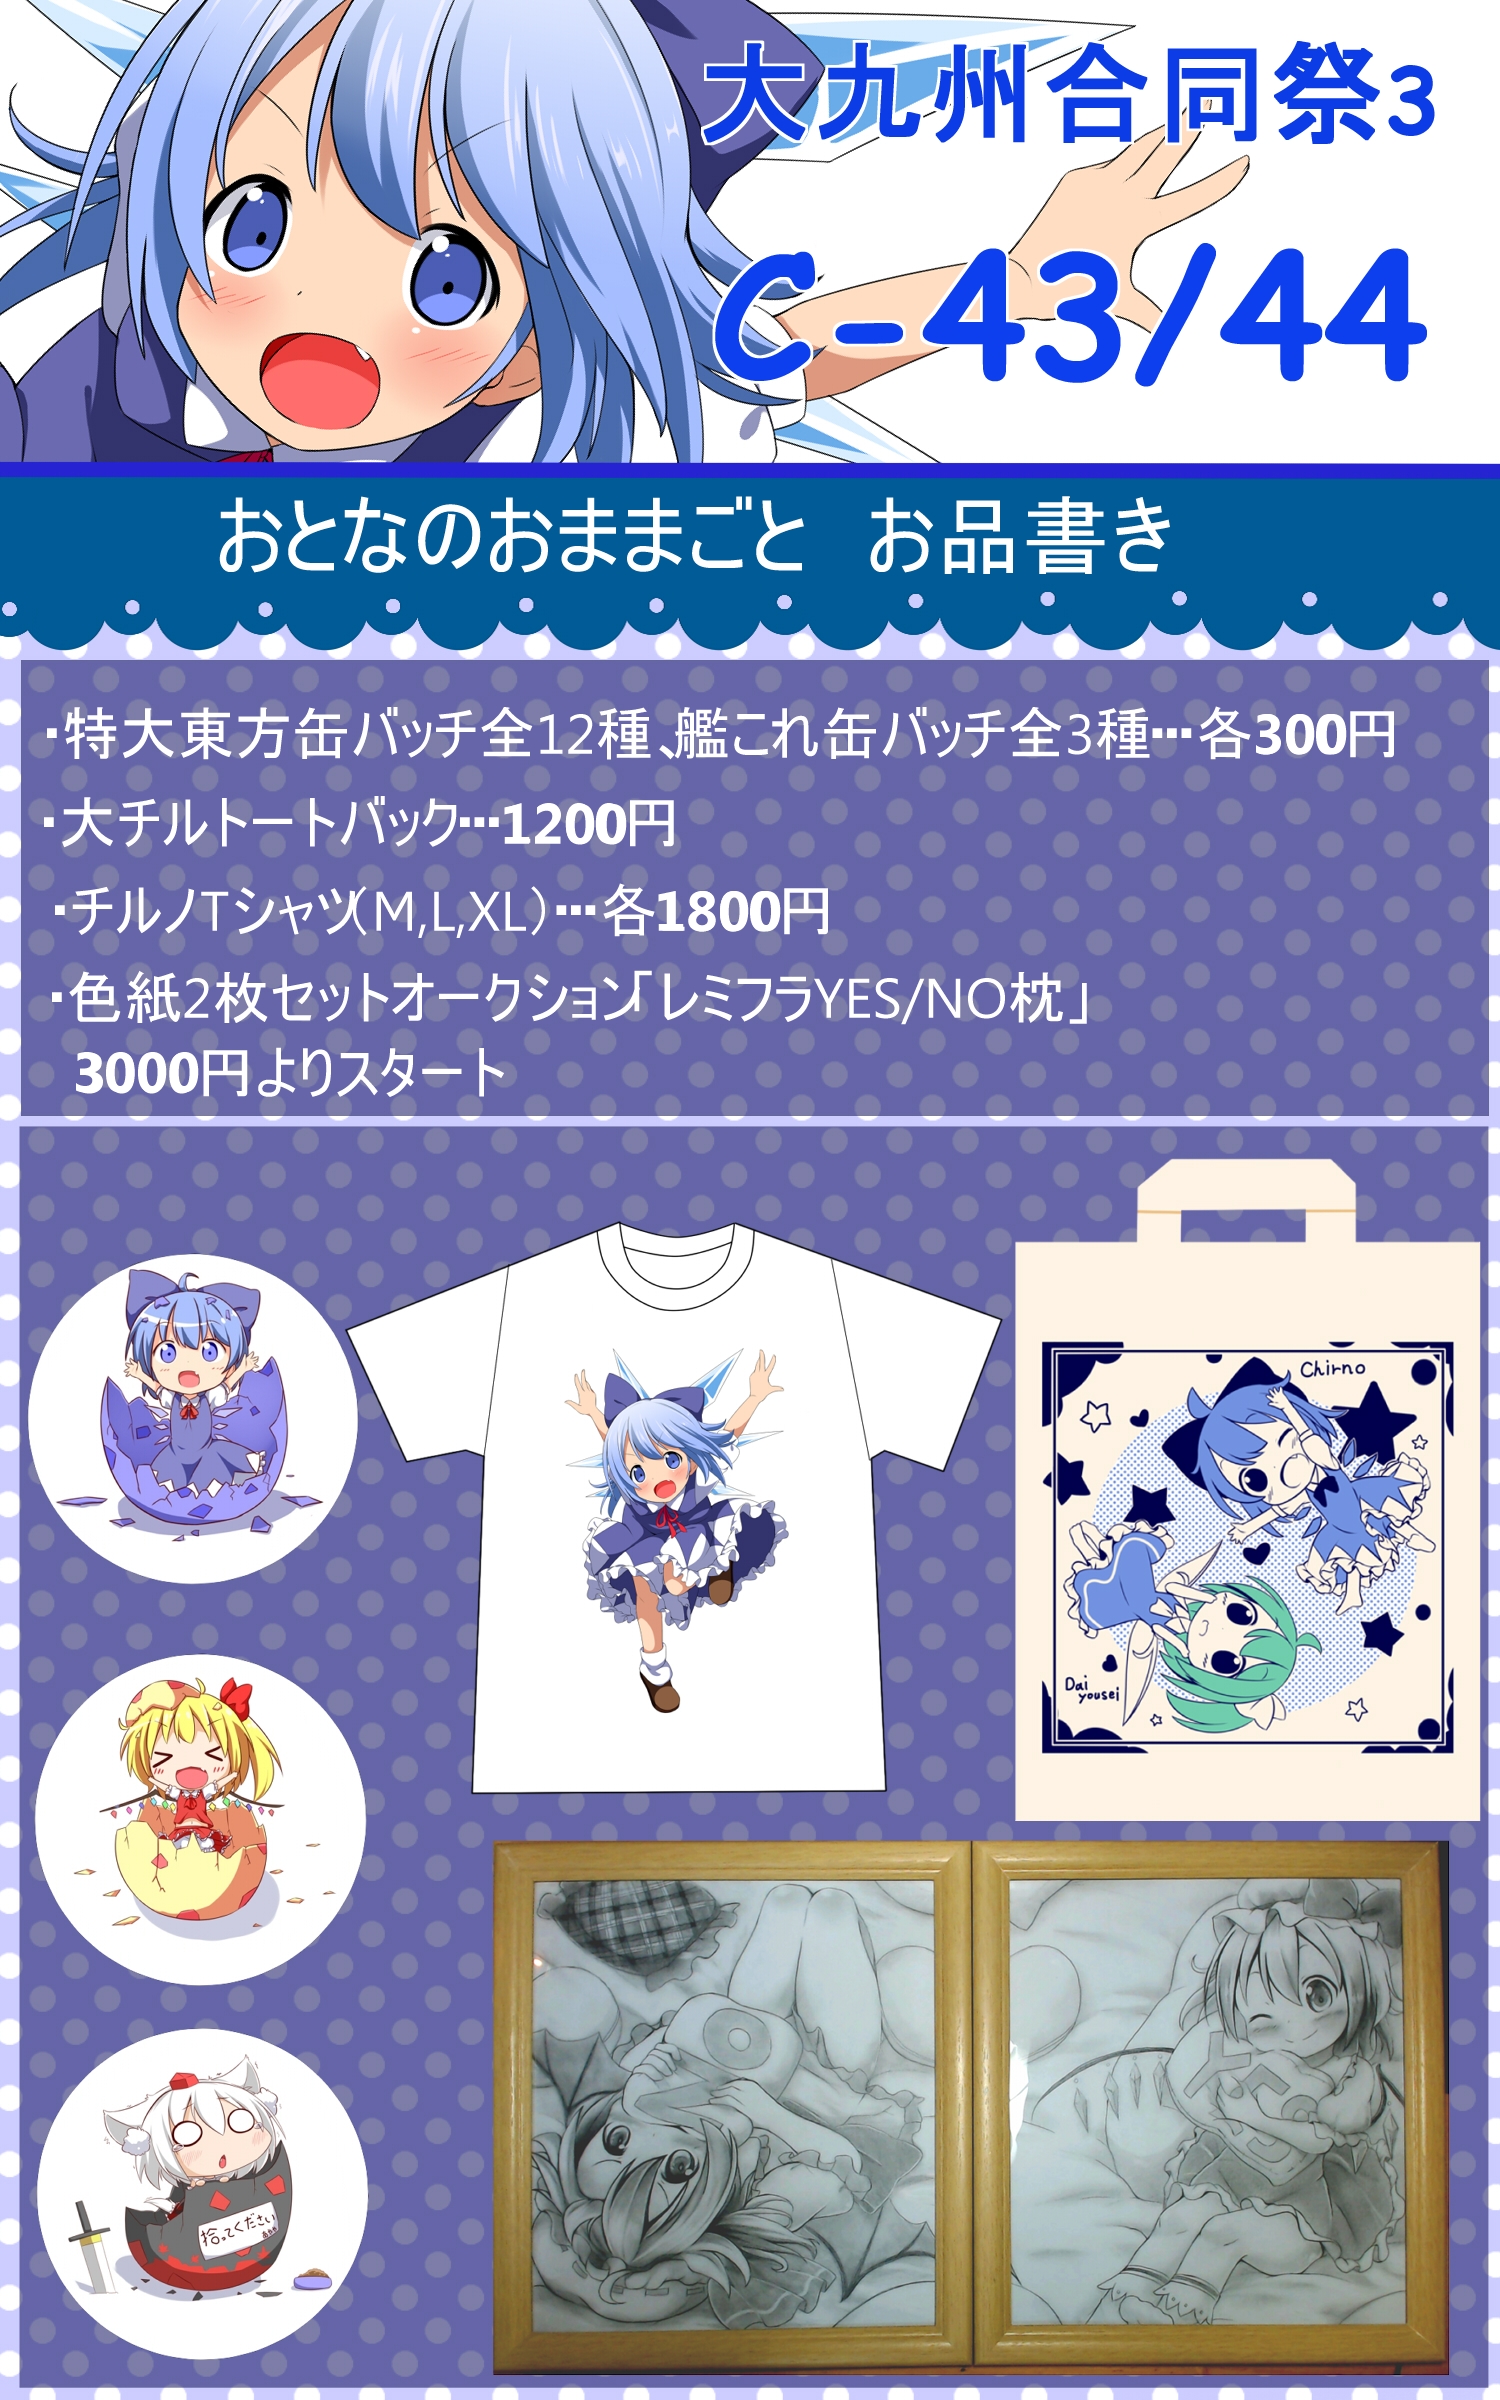 大九州合同祭3
C-43/44
おとなのおままごと　お品書き
・特大東方缶バッチ全12種、艦これ缶バッチ全3種…各300円
・大チルトートバック…1200円
・チルノTシャツ（M,L,XL）…各1800円
・色紙2枚セットオークション「レミフラYES/NO枕」
3000円よりスタート
Chirno
Dai
yousei
拾ってください